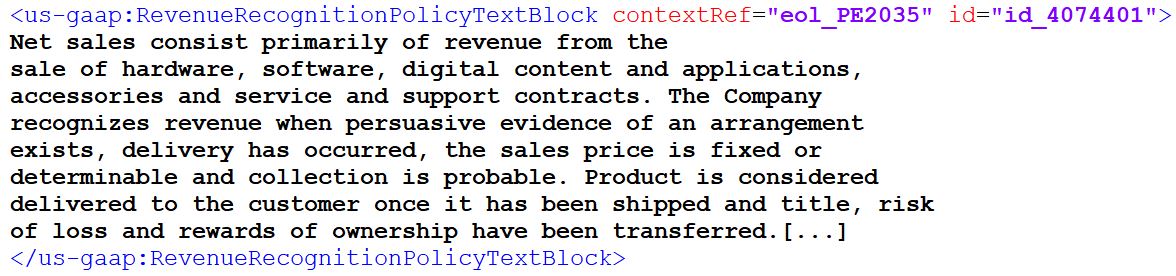 <us-gaap:RevenueRecognitionPolicyTextBlock contextRef="eol_PE2035" id="id_4074401">
Net sales consist primarily of revenue from the
sale of hardware, software, digital content and applications,
accessories and service and support contracts. The Company
recognizes revenue when persuasive evidence of an arrangement
exists, delivery has occurred, the sales price is fixed or
determinable and collection is probable. Product is considered
delivered to the customer once it has been shipped and title, risk
of loss and rewards of ownership have been transferred.[...]
</us-gaap:RevenueRecognitionPolicyTextBlock>